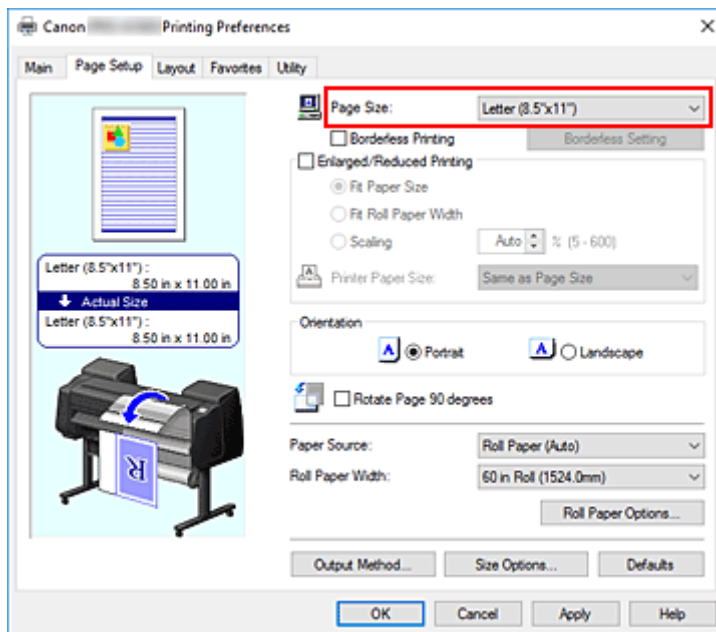 Canon Printing Preferences
Main Page Setup Layout Favorites Utility
Page Size: Letter (8.5"x11")
Borderless Printing Borderless Setting
Enlarged/Reduced Printing
Fit Paper Size
Fit Roll Paper Width
Scaling Auto % (5 - 600)
Printer Paper Size: Same as Page Size
Letter (8.5"x11") :
8.50 in x 11.00 in
Actual Size
Letter (8.5"x11") :
8.50 in x 11.00 in
Orientation
A Portrait A Landscape
Rotate Page 90 degrees
Paper Source: Roll Paper (Auto)
Roll Paper Width: 60 in Roll (1524.0mm)
Roll Paper Options...
R
Output Method... Size Options... Defaults
OK Cancel Apply Help